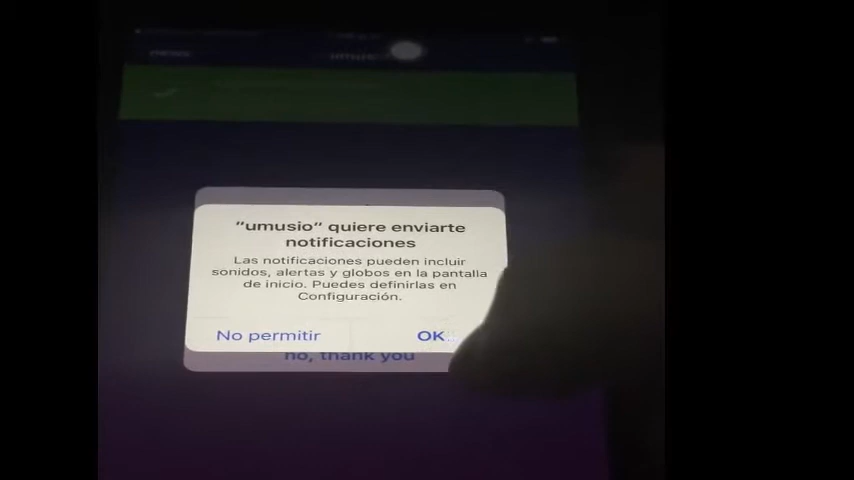 “umusio” quiere enviarte
notificaciones
Las notificaciones pueden incluir
sonidos, alertas y globos en la pantalla
de inicio. Puedes definirlas en
Configuración.
No permitir
OK
no, thank you